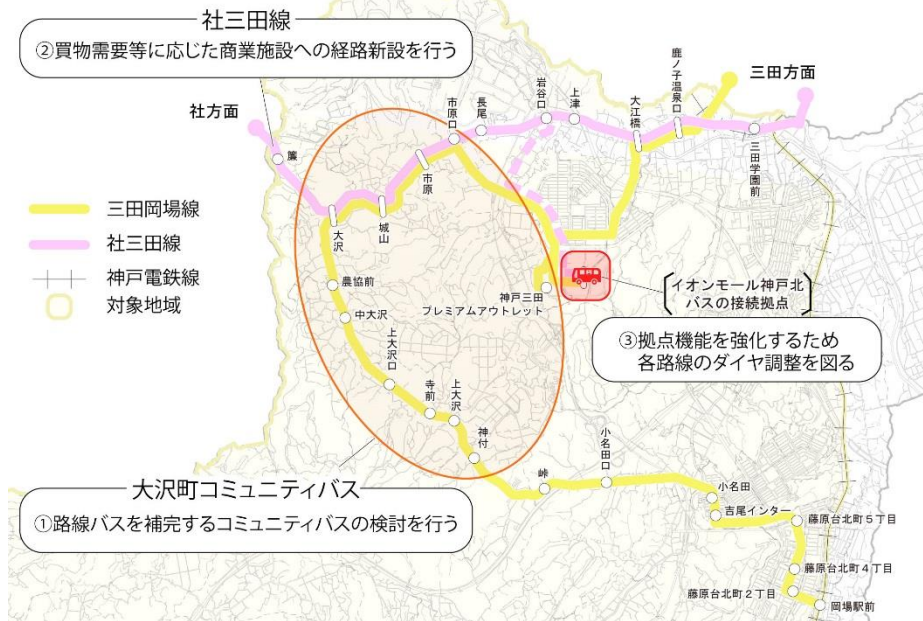 社三田線
②買物需要等に応じた商業施設への経路新設を行う
社方面
三田方面
簾
大沢
城山
市原
市原口
長尾
岩谷口
上津
大江橋
鹿ノ子温泉口
三田学園前
三田岡場線
社三田線
神戸電鉄線
対象地域
農協前
中大沢
上大沢口
寺前
上大沢
神付
神戸三田
プレミアムアウトレット
イオンモール神戸北
バスの接続拠点
③拠点機能を強化するため
各路線のダイヤ調整を図る
大沢町コミュニティバス
①路線バスを補完するコミュニティバスの検討を行う
峠
小名田口
小名田
吉尾インター
藤原台北町5丁目
藤原台北町4丁目
藤原台北町2丁目
岡場駅前